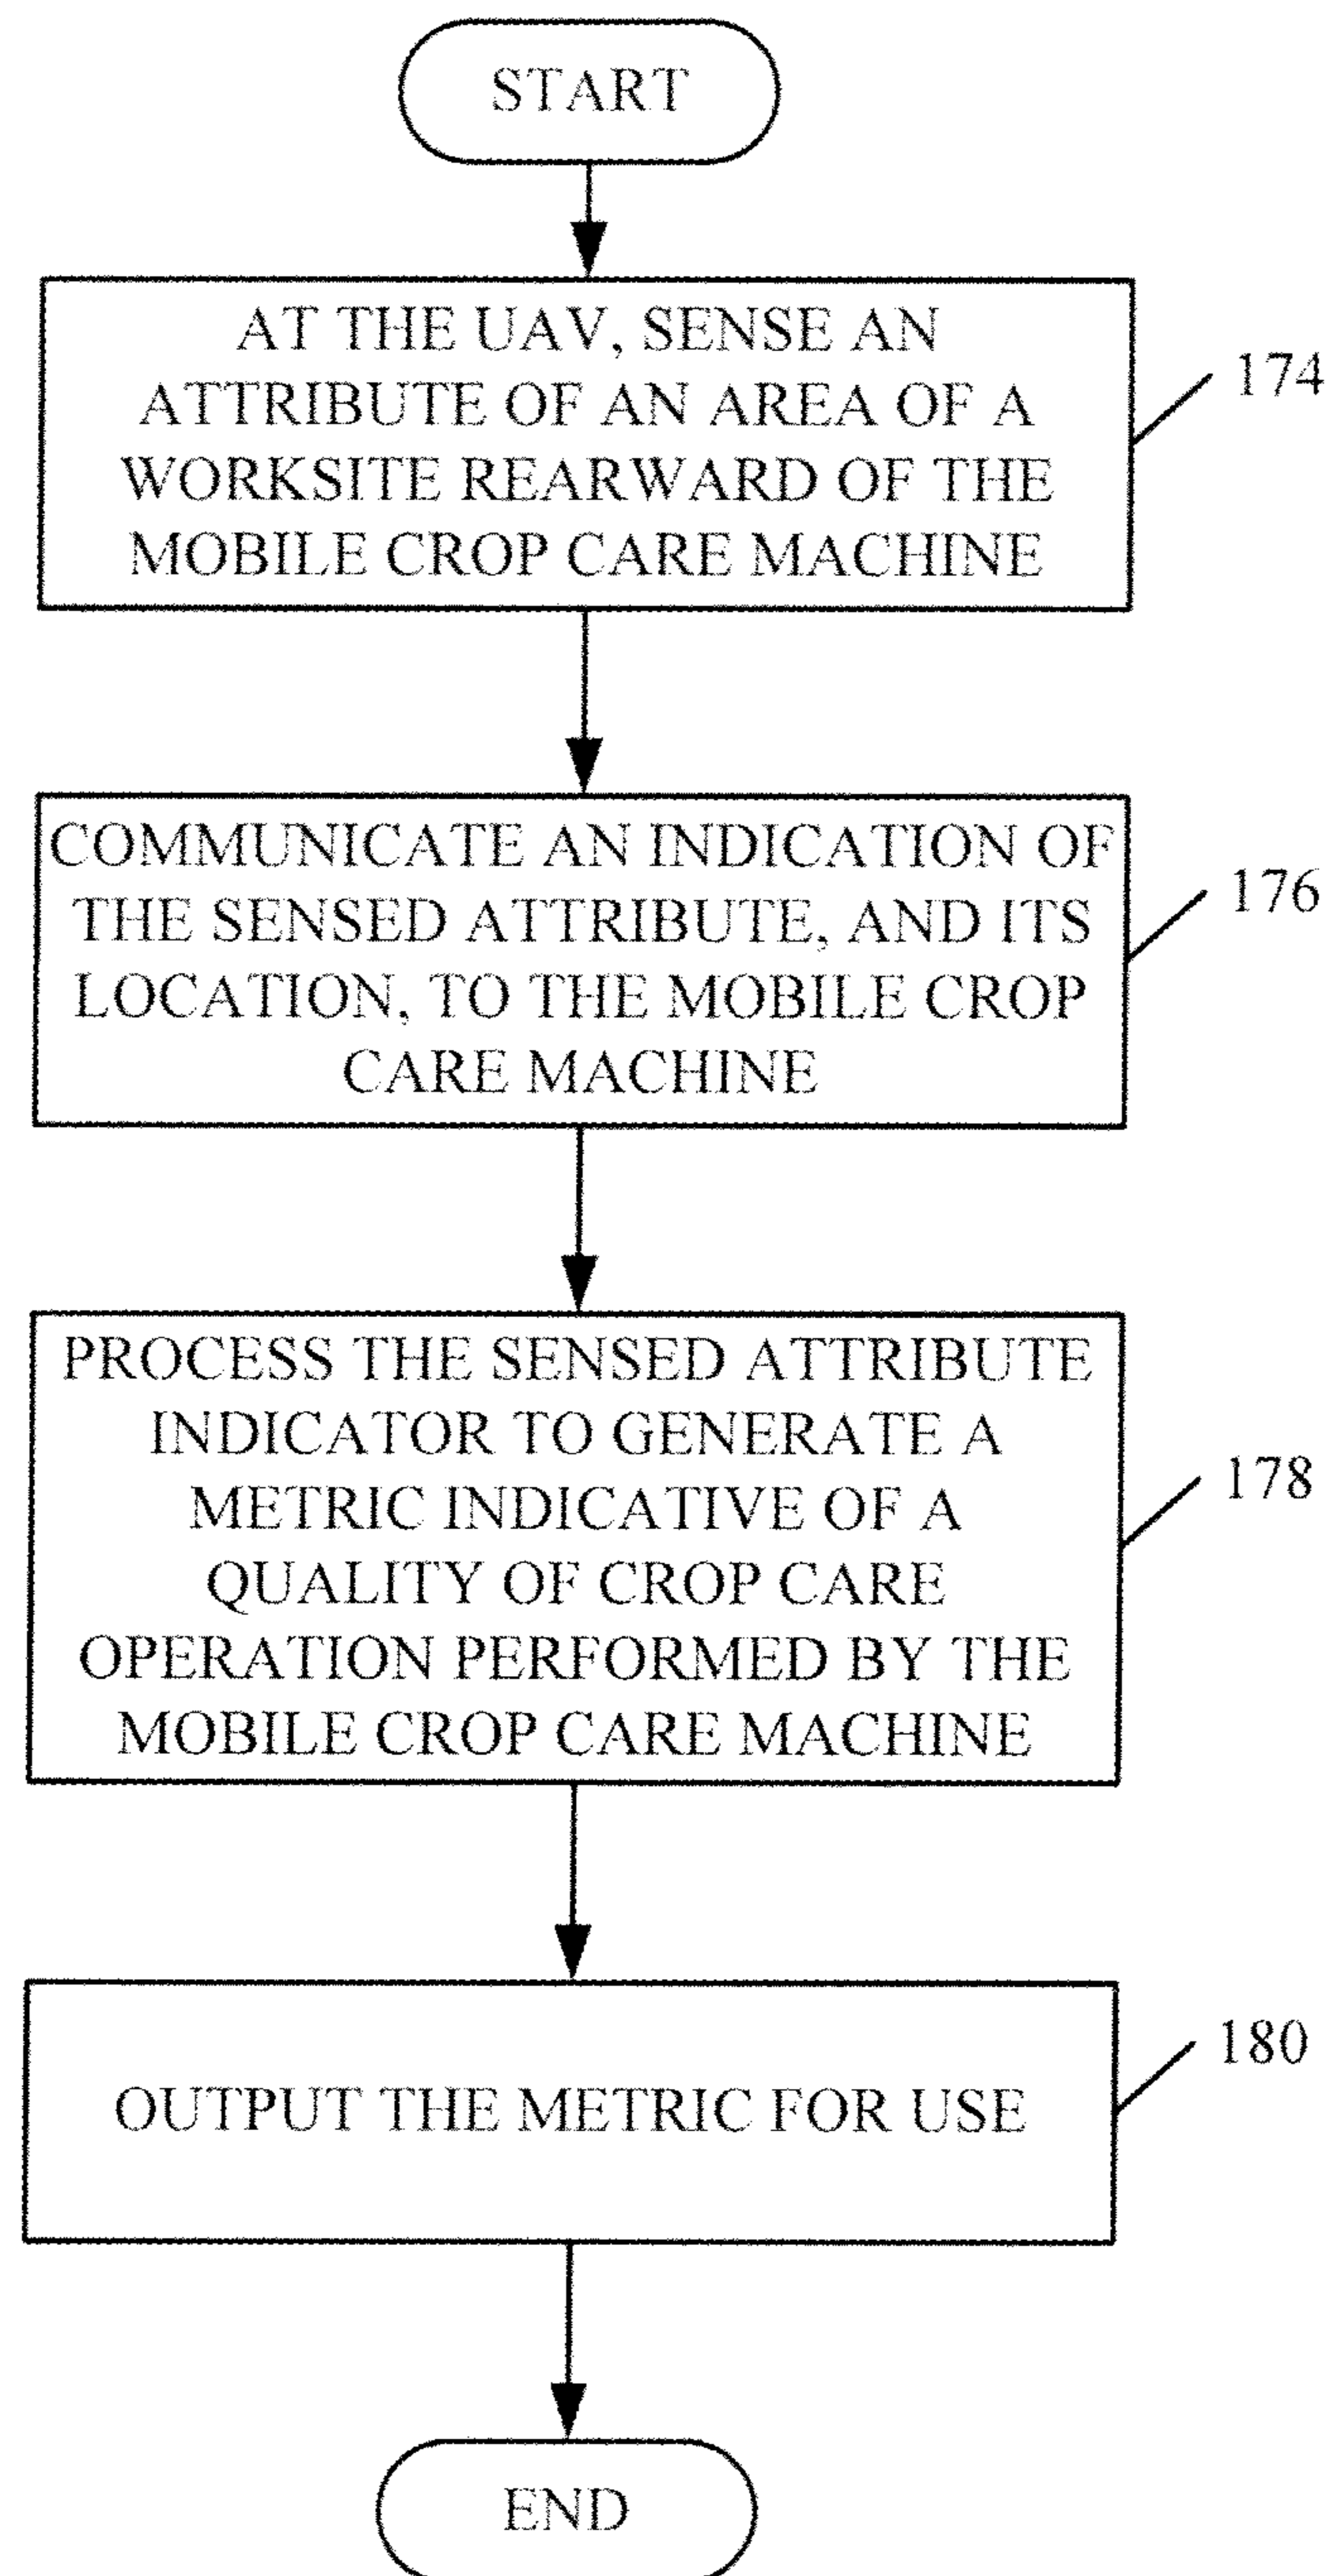 START
AT THE UAV, SENSE AN
ATTRIBUTE OF AN AREA OF A
WORKSITE REARWARD OF THE
MOBILE CROP CARE MACHINE
174
COMMUNICATE AN INDICATION OF
THE SENSED ATTRIBUTE, AND ITS
LOCATION, TO THE MOBILE CROP
CARE MACHINE
176
PROCESS THE SENSED ATTRIBUTE
INDICATOR TO GENERATE A
METRIC INDICATIVE OF A
QUALITY OF CROP CARE
OPERATION PERFORMED BY THE
MOBILE CROP CARE MACHINE
178
OUTPUT THE METRIC FOR USE
180
END